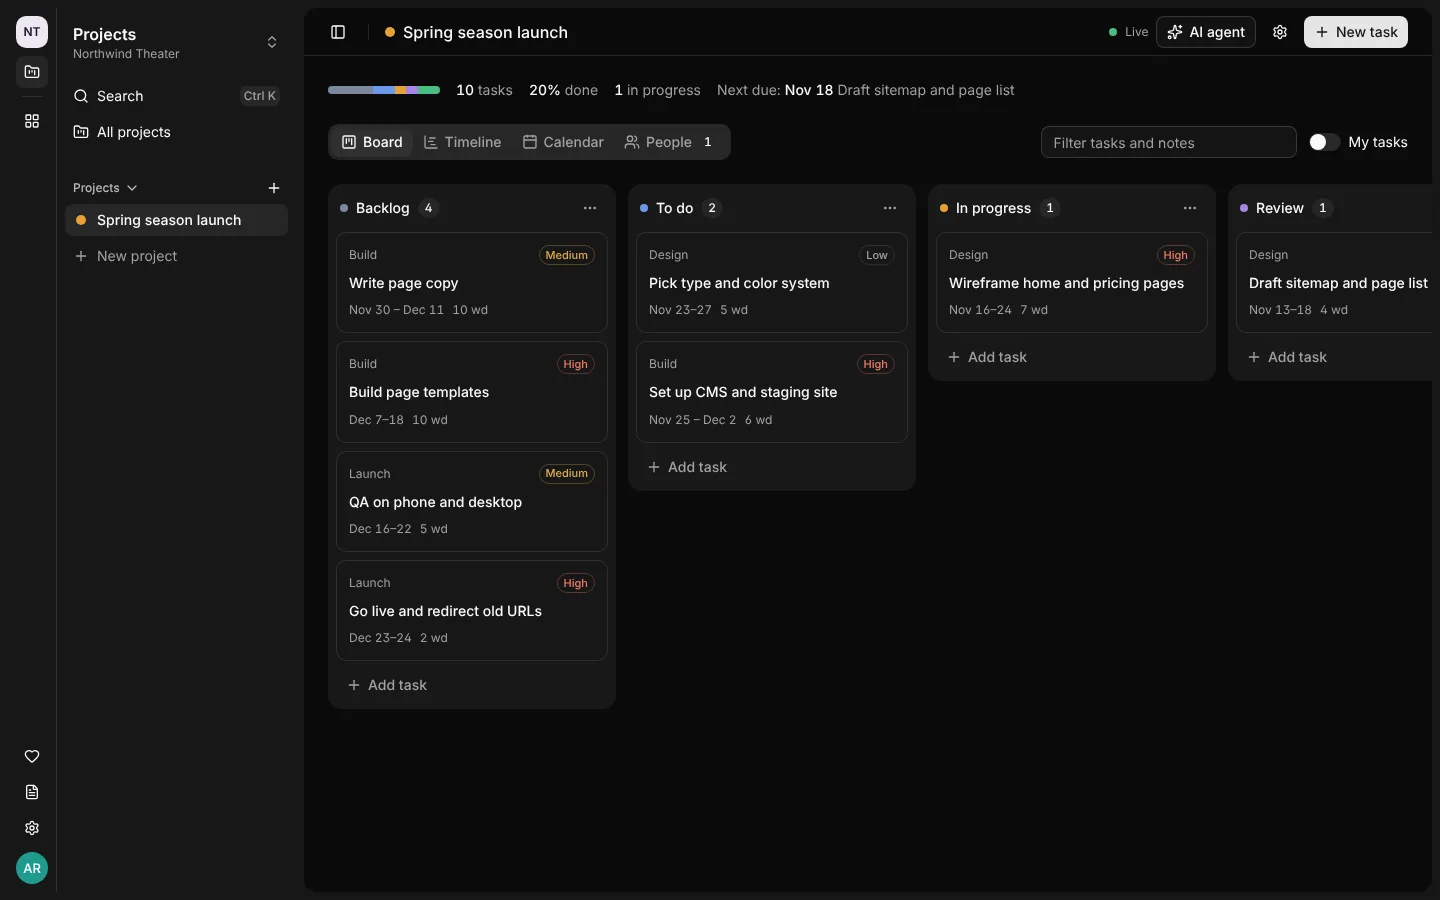 NT
Projects
Northwind Theater
Search
Ctrl K
All projects
Projects
Spring season launch
New project
AR
Spring season launch
Live
AI agent
New task
10 tasks 20% done 1 in progress Next due: Nov 18 Draft sitemap and page list
Board
Timeline
Calendar
People 1
Filter tasks and notes
My tasks
Backlog 4
Build Medium
Write page copy
Nov 30 – Dec 11 10 wd
Build High
Build page templates
Dec 7–18 10 wd
Launch Medium
QA on phone and desktop
Dec 16–22 5 wd
Launch High
Go live and redirect old URLs
Dec 23–24 2 wd
Add task
To do 2
Design Low
Pick type and color system
Nov 23–27 5 wd
Build High
Set up CMS and staging site
Nov 25 – Dec 2 6 wd
Add task
In progress 1
Design High
Wireframe home and pricing pages
Nov 16–24 7 wd
Add task
Review 1
Design
Draft sitemap and page list
Nov 13–18 4 wd
Add task